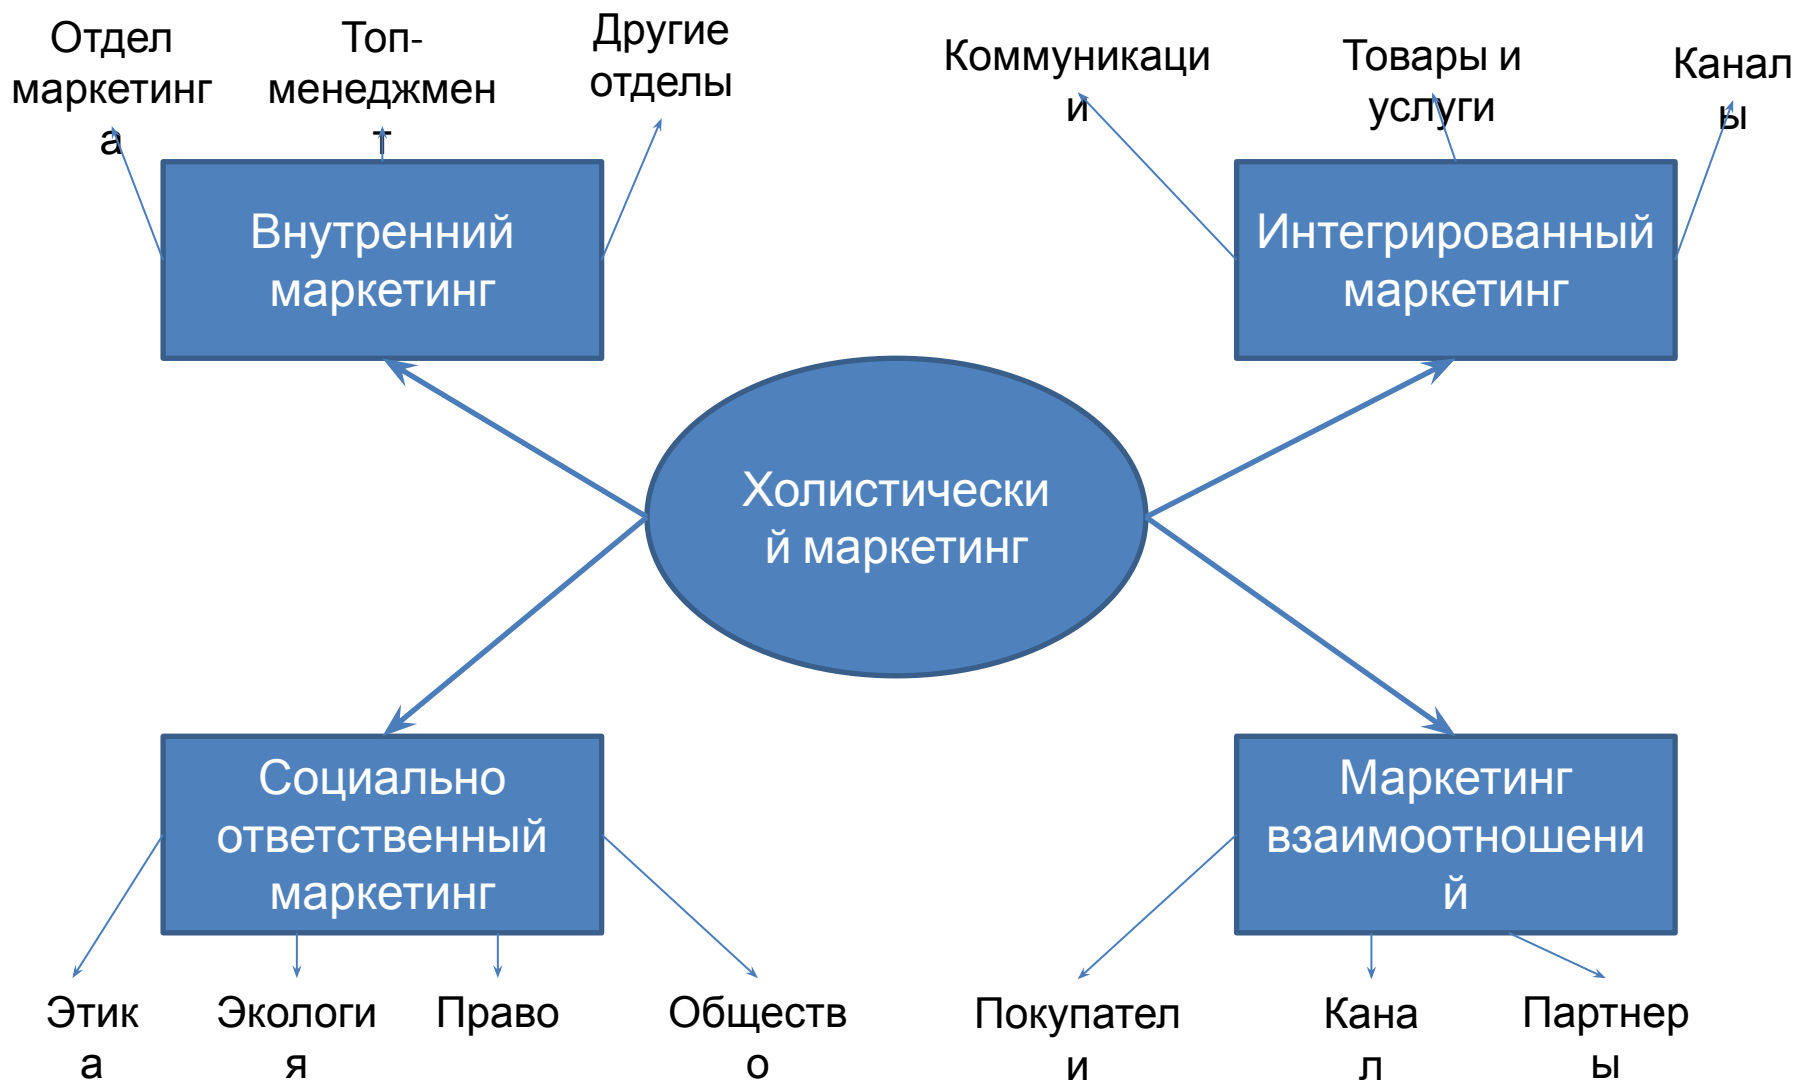 Отдел
маркетинг
а
Топ-
менеджмен
т
Другие
отделы
Коммуникаци
и
Товары и
услуги
Канал
ы
Внутренний
маркетинг
Интегрированный
маркетинг
Холистически
й маркетинг
Социально
ответственный
маркетинг
Маркетинг
взаимоотношени
й
Этик
а
Экологи
я
Право
Обществ
о
Покупател
и
Кана
л
Партнер
ы